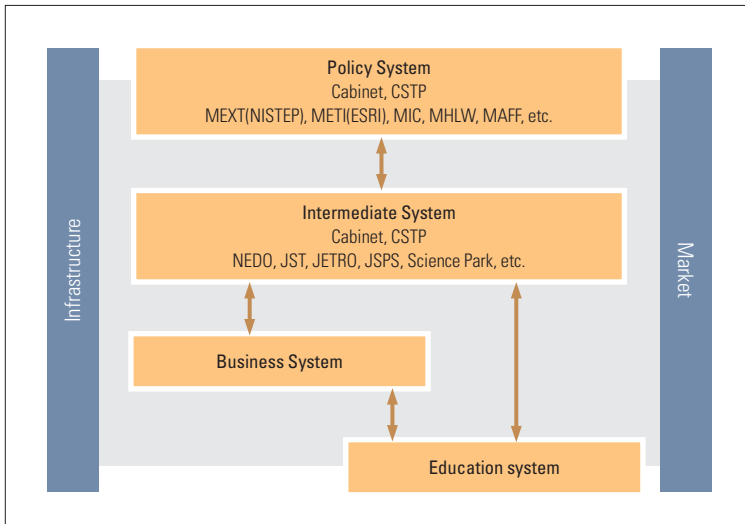 Infrastructure
Policy System
Cabinet, CSTP
MEXT(NISTEP), METI(ESRI), MIC, MHLW, MAFF, etc.
Intermediate System
Cabinet, CSTP
NEDO, JST, JETRO, JSPS, Science Park, etc.
Business System
Education system
Market